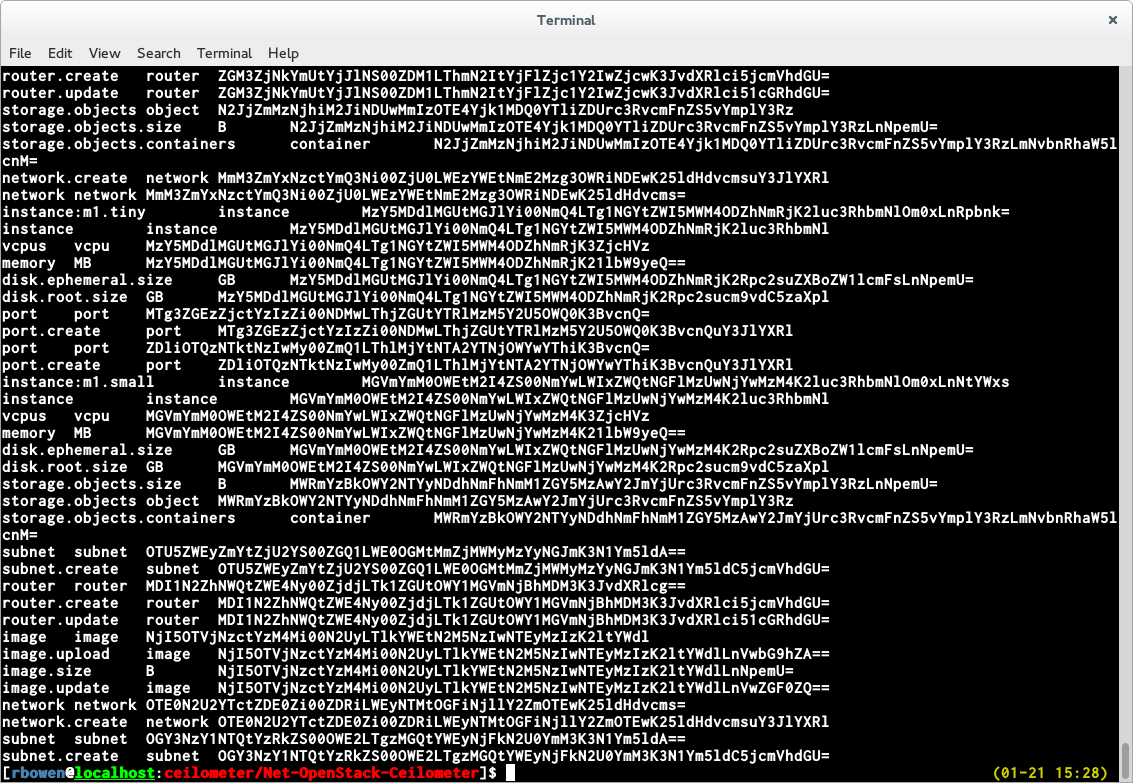 Terminal
File Edit View Search Terminal Help
router.create router ZGM3ZjNkYmUtYjJlNS00ZDM1LThmN2ItYjFlZjc1Y2IwZjcwK3JvdXRlci5jcmVhdGU=
router.update router ZGM3ZjNkYmUtYjJlNS00ZDM1LThmN2ItYjFlZjc1Y2IwZjcwK3JvdXRlci51cGRhdGU=
storage.objects object N2JjZmMzNjhiM2JiNDUwMmIzOTE4Yjk1MDQ0YTliZDUrc3RvcmFnZS5vYmplY3Rz
storage.objects.size B N2JjZmMzNjhiM2JiNDUwMmIzOTE4Yjk1MDQ0YTliZDUrc3RvcmFnZS5vYmplY3RzLnNpemU=
storage.objects.containers container N2JjZmMzNjhiM2JiNDUwMmIzOTE4Yjk1MDQ0YTliZDUrc3RvcmFnZS5vYmplY3RzLmNvbnRhaW5l
cnM=
network.create network MmM3ZmYxNzctYmQ3Ni00ZjU0LWEzYWEtNmE2Mzg3OWRiNDEwK25ldHdvcmsuY3JlYXRl
network network MmM3ZmYxNzctYmQ3Ni00ZjU0LWEzYWEtNmE2Mzg3OWRiNDEwK25ldHdvcms=
instance:m1.tiny instance MzY5MDdlMGUtMGJlYi00NmQ4LTg1NGYtZWI5MWM4ODZhNmRjK2luc3RhbmNlOm0xLnRpbnk=
instance instance MzY5MDdlMGUtMGJlYi00NmQ4LTg1NGYtZWI5MWM4ODZhNmRjK2luc3RhbmNl
vcpus vcpu MzY5MDdlMGUtMGJlYi00NmQ4LTg1NGYtZWI5MWM4ODZhNmRjK3ZjcHVz
memory MB MzY5MDdlMGUtMGJlYi00NmQ4LTg1NGYtZWI5MWM4ODZhNmRjK21lbW9yeQ==
disk.ephemeral.size GB MzY5MDdlMGUtMGJlYi00NmQ4LTg1NGYtZWI5MWM4ODZhNmRjK2Rpc2suZXBoZW1lcmFsLnNpemU=
disk.root.size GB MzY5MDdlMGUtMGJlYi00NmQ4LTg1NGYtZWI5MWM4ODZhNmRjK2Rpc2sucm9vdC5zaXpl
port port MTg3ZGEzZjctYzIzZi00NDMwLThjZGUtYTRlMzM5Y2U5OWQ0K3BvcnQ=
port.create port MTg3ZGEzZjctYzIzZi00NDMwLThjZGUtYTRlMzM5Y2U5OWQ0K3BvcnQuY3JlYXRl
port port ZDliOTQzNTktNzIwMy00ZmQ1LThlMjYtNTA2YTNjOWYwYThiK3BvcnQ=
port.create port ZDliOTQzNTktNzIwMy00ZmQ1LThlMjYtNTA2YTNjOWYwYThiK3BvcnQuY3JlYXRl
instance:m1.small instance MGVmYmM0OWEtM2I4ZS00NmYwLWIxZWQtNGFlMzUwNjYwMzM4K2luc3RhbmNlOm0xLnNtYWxs
instance instance MGVmYmM0OWEtM2I4ZS00NmYwLWIxZWQtNGFlMzUwNjYwMzM4K2luc3RhbmNl
vcpus vcpu MGVmYmM0OWEtM2I4ZS00NmYwLWIxZWQtNGFlMzUwNjYwMzM4K3ZjcHVz
memory MB MGVmYmM0OWEtM2I4ZS00NmYwLWIxZWQtNGFlMzUwNjYwMzM4K21lbW9yeQ==
disk.ephemeral.size GB MGVmYmM0OWEtM2I4ZS00NmYwLWIxZWQtNGFlMzUwNjYwMzM4K2Rpc2suZXBoZW1lcmFsLnNpemU=
disk.root.size GB MGVmYmM0OWEtM2I4ZS00NmYwLWIxZWQtNGFlMzUwNjYwMzM4K2Rpc2sucm9vdC5zaXpl
storage.objects.size B MWRmYzBkOWY2NTYyNDdhNmFhNmM1ZGY5MzAwY2JmYjUrc3RvcmFnZS5vYmplY3RzLnNpemU=
storage.objects object MWRmYzBkOWY2NTYyNDdhNmFhNmM1ZGY5MzAwY2JmYjUrc3RvcmFnZS5vYmplY3Rz
storage.objects.containers container MWRmYzBkOWY2NTYyNDdhNmFhNmM1ZGY5MzAwY2JmYjUrc3RvcmFnZS5vYmplY3RzLmNvbnRhaW5l
cnM=
subnet subnet OTU5ZWEyZmYtZjU2YS00ZGQ1LWE0OGMtMmZjMWMyMzYyNGJmK3N1Ym5ldA==
subnet.create subnet OTU5ZWEyZmYtZjU2YS00ZGQ1LWE0OGMtMmZjMWMyMzYyNGJmK3N1Ym5ldC5jcmVhdGU=
router router MDI1N2ZhNWQtZWE4Ny00ZjdjLTk1ZGUtOWY1MGVmNjBhMDM3K3JvdXRlcg==
router.create router MDI1N2ZhNWQtZWE4Ny00ZjdjLTk1ZGUtOWY1MGVmNjBhMDM3K3JvdXRlci5jcmVhdGU=
router.update router MDI1N2ZhNWQtZWE4Ny00ZjdjLTk1ZGUtOWY1MGVmNjBhMDM3K3JvdXRlci51cGRhdGU=
image image NjI5OTVjNzctYzM4Mi00N2UyLTlkYWEtN2M5NzIwNTEyMzIzK2ltYWdl
image.upload image NjI5OTVjNzctYzM4Mi00N2UyLTlkYWEtN2M5NzIwNTEyMzIzK2ltYWdlLnVwbG9hZA==
image.size B NjI5OTVjNzctYzM4Mi00N2UyLTlkYWEtN2M5NzIwNTEyMzIzK2ltYWdlLnNpemU=
image.update image NjI5OTVjNzctYzM4Mi00N2UyLTlkYWEtN2M5NzIwNTEyMzIzK2ltYWdlLnVwZGF0ZQ==
network network OTE0N2U2YTctZDE0Zi00ZDRiLWEyNTMtOGFiNjllY2ZmOTEwK25ldHdvcms=
network.create network OTE0N2U2YTctZDE0Zi00ZDRiLWEyNTMtOGFiNjllY2ZmOTEwK25ldHdvcmsuY3JlYXRl
subnet subnet OGY3NzY1NTQtYzRkZS00OWE2LTgzMGQtYWEyNjFkN2U0YmM3K3N1Ym5ldA==
subnet.create subnet OGY3NzY1NTQtYzRkZS00OWE2LTgzMGQtYWEyNjFkN2U0YmM3K3N1Ym5ldC5jcmVhdGU=
[rbowen@localhost:ceilometer/Net-OpenStack-Ceilometer]$ (01-21 15:28)